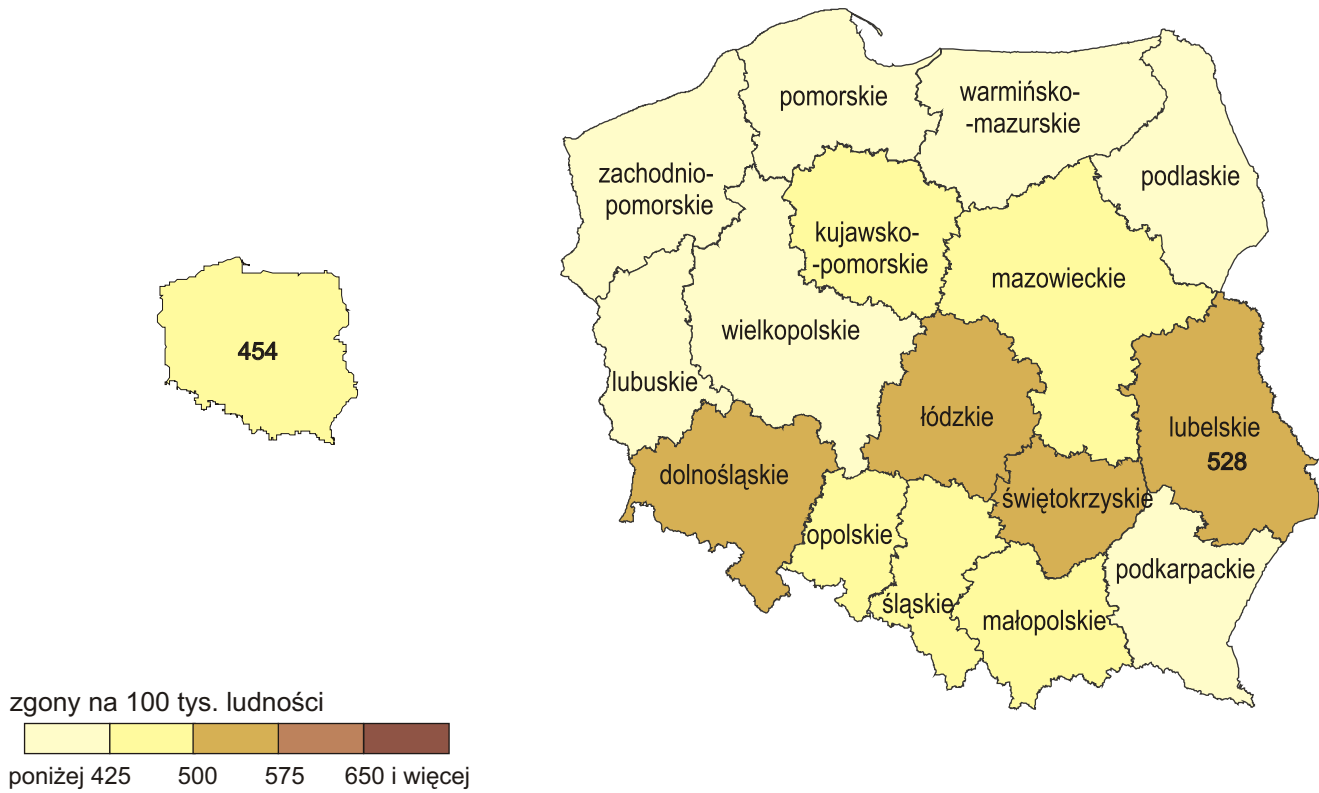 pomorskie
warmińsko-
-mazurskie
podlaskie
zachodnio-
pomorskie
kujawsko-
-pomorskie
mazowieckie
wielkopolskie
454
lubuskie
łódzkie
lubelskie
528
dolnośląskie
świętokrzyskie
opolskie
podkarpackie
śląskie
małopolskie
zgony na 100 tys. ludności
poniżej 425 500 575 650 i więcej